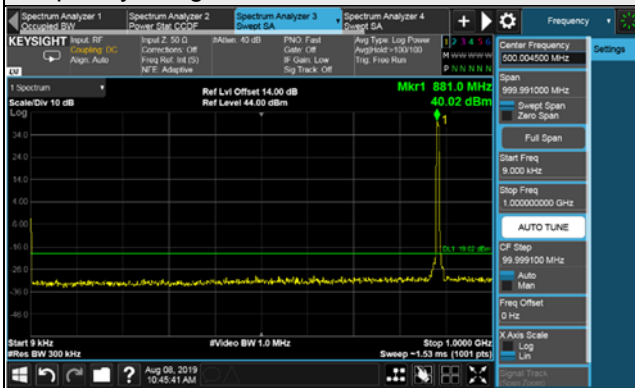 Spectrum Analyzer 1
Occupied BW
Spectrum Analyzer 2
Power Stat CCDF
Spectrum Analyzer 3
Swept SA
Spectrum Analyzer 4
Swept SA
Frequency
KEYSIGHT
Input: RF
Coupling: DC
Align: Auto
Input Z: 50 Ω
Corrections: Off
Freq Ref: Int (S)
NFE: Adaptive
#Atten: 40 dB
PNO: Fast
Gate: Off
IF Gain: Low
Sig Track: Off
Avg Type: Log Power
Avg|Hold:>100/100
Trig: Free Run
1 2 3 4 5 6
M W W W W W
P N N N N N
LW
1 Spectrum
Scale/Div 10 dB
Log
Ref Lvl Offset 14.00 dB
Ref Level 44.00 dBm
Mkr1 881.0 MHz
40.02 dBm
1
34.0
24.0
14.0
4.00
-6.00
-16.0
-26.0
-36.0
-46.0
Start 9 kHz
#Res BW 300 kHz
#Video BW 1.0 MHz
Stop 1.0000 GHz
Sweep ~1.53 ms (1001 pts)
Center Frequency
500.004500 MHz
Settings
Span
999.991000 MHz
Swept Span
Zero Span
Full Span
Start Freq
9.000 kHz
Stop Freq
1.000000000 GHz
AUTO TUNE
CF Step
99.999100 MHz
Auto
Man
Freq Offset
0 Hz
X Axis Scale
Log
Lin
Signal Track
(Span Zoom)
Aug 08, 2019
10:45:41 AM